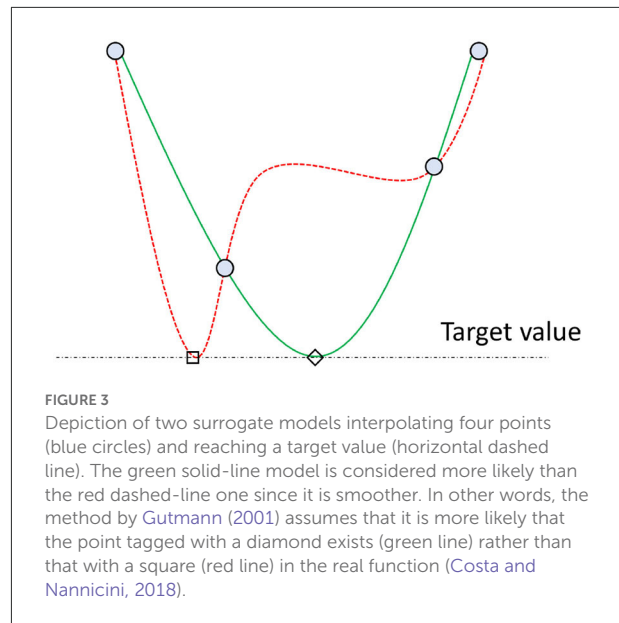 Target value
FIGURE 3
Depiction of two surrogate models interpolating four points
(blue circles) and reaching a target value (horizontal dashed
line). The green solid-line model is considered more likely than
the red dashed-line one since it is smoother. In other words, the
method by Gutmann (2001) assumes that it is more likely that
the point tagged with a diamond exists (green line) rather than
that with a square (red line) in the real function (Costa and
Nannicini, 2018).